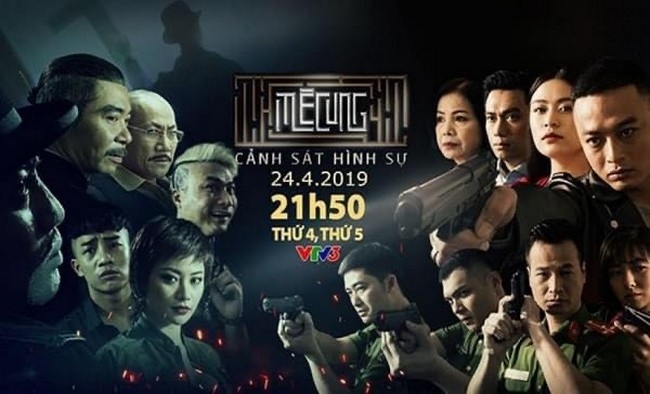 MÊ CUNG
CẢNH SÁT HÌNH SỰ
24.4.2019
21h50
THỨ 4, THỨ 5
VTV3